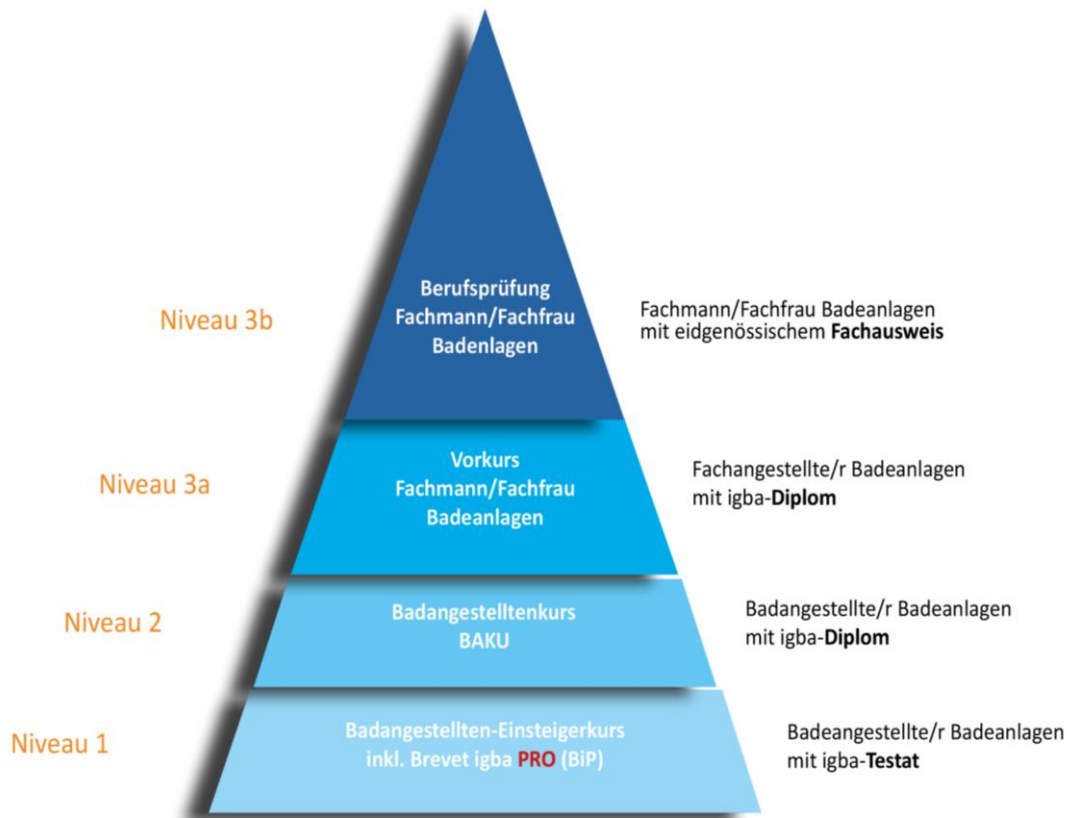 Niveau 3b
Berufsprüfung
Fachmann/Fachfrau
Badenlagen
Fachmann/Fachfrau Badeanlagen
mit eidgenössischem Fachausweis
Niveau 3a
Vorkurs
Fachmann/Fachfrau
Badeanlagen
Fachangestellte/r Badeanlagen
mit igba-Diplom
Niveau 2
Badangestelltenkurs
BAKU
Badangestellte/r Badeanlagen
mit igba-Diplom
Niveau 1
Badangestellten-Einsteigerkurs
inkl. Brevet igba PRO (BiP)
Badeangestellte/r Badeanlagen
mit igba-Testat